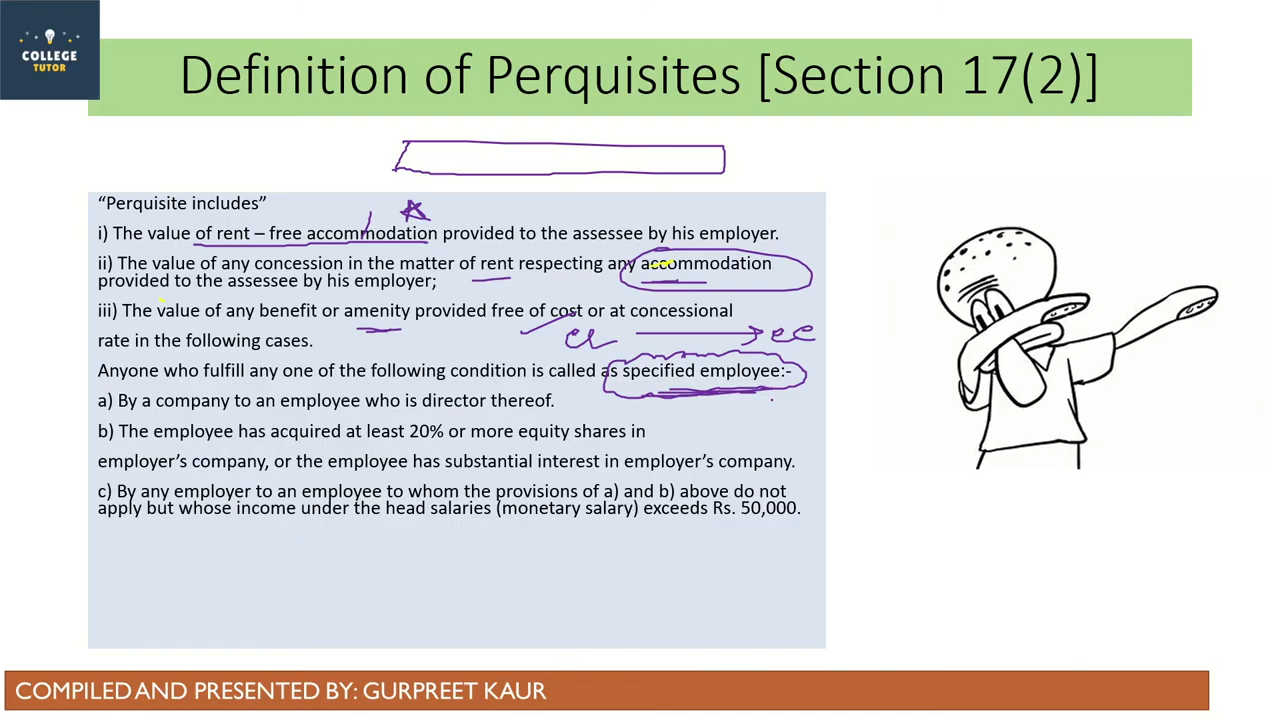 COLLEGE
TUTOR
Definition of Perquisites [Section 17(2)]
“Perquisite includes”
i) The value of rent – free accommodation provided to the assessee by his employer.
ii) The value of any concession in the matter of rent respecting any accommodation
provided to the assessee by his employer;
iii) The value of any benefit or amenity provided free of cost or at concessional
er → ee
rate in the following cases.
Anyone who fulfill any one of the following condition is called as specified employee:-
a) By a company to an employee who is director thereof.
b) The employee has acquired at least 20% or more equity shares in
employer’s company, or the employee has substantial interest in employer’s company.
c) By any employer to an employee to whom the provisions of a) and b) above do not
apply but whose income under the head salaries (monetary salary) exceeds Rs. 50,000.
COMPILED AND PRESENTED BY: GURPREET KAUR